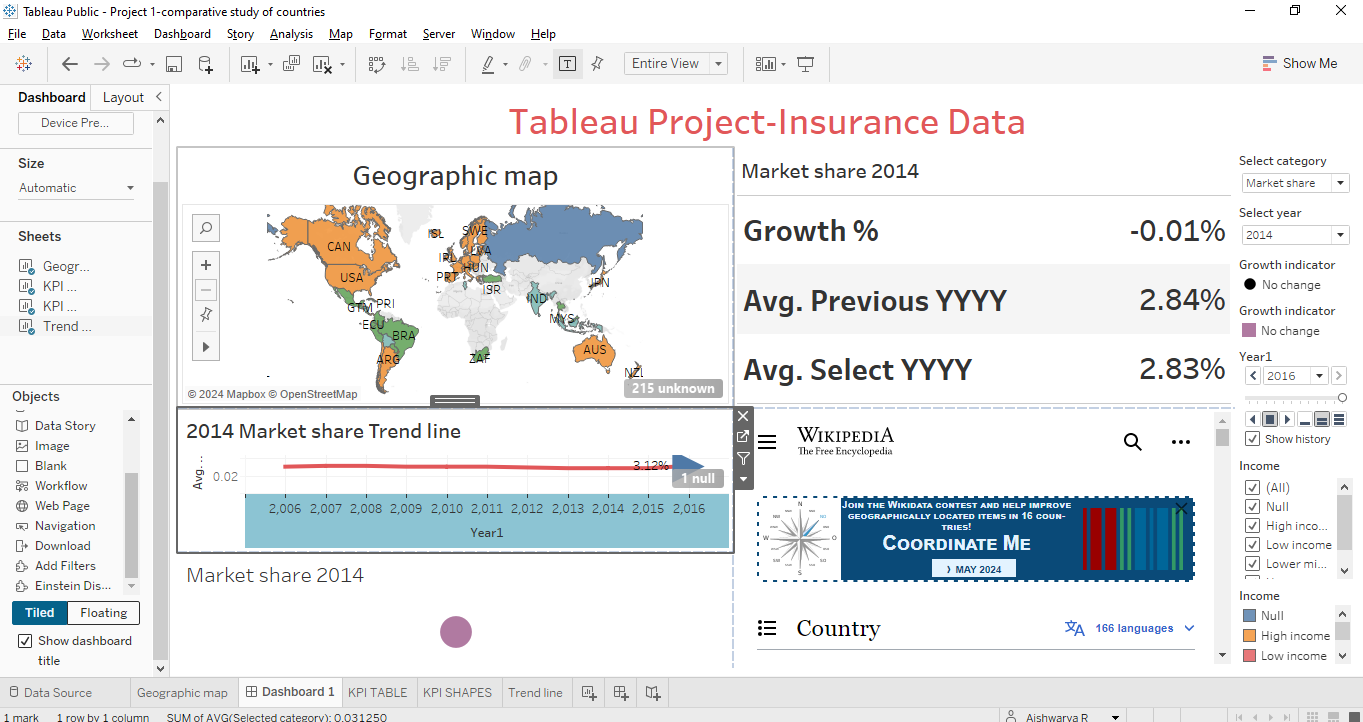 Tableau Public - Project 1-comparative study of countries
File Data Worksheet Dashboard Story Analysis Map Format Server Window Help
Entire View
Show Me
Dashboard Layout
Device Pre...
Size
Automatic
Sheets
Geogr...
KPI ...
KPI ...
Trend ...
Objects
Data Story
Image
Blank
Workflow
Web Page
Navigation
Download
Add Filters
Einstein Dis...
Tiled Floating
Show dashboard
title
Tableau Project-Insurance Data
Geographic map
CAN
USA
GTM
PRI
ECU
BRA
ARG
ISL
SWE
IRL
LVA
HUN
PRT
ISR
IND
JPN
MYS
ZAF
AUS
NZL
215 unknown
© 2024 Mapbox © OpenStreetMap
Market share 2014
Growth % -0.01%
Avg. Previous YYYY 2.84%
Avg. Select YYYY 2.83%
2014 Market share Trend line
Avg...
0.02
3.12%
1 null
2,006 2,007 2,008 2,009 2,010 2,011 2,012 2,013 2,014 2,015 2,016
Year1
Market share 2014
WIKIPEDIA
The Free Encyclopedia
N
NE
E
SE
S
SW
W
NW
JOIN THE WIKIDATA CONTEST AND HELP IMPROVE
GEOGRAPHICALLY LOCATED ITEMS IN 16 COUN-
TRIES!
COORDINATE ME
❭ MAY 2024
Country
166 languages
Select category
Market share
Select year
2014
Growth indicator
No change
Growth indicator
No change
Year1
2016
Show history
Income
(All)
Null
High inco...
Low income
Lower mi...
Income
Null
High income
Low income
Data Source Geographic map Dashboard 1 KPI TABLE KPI SHAPES Trend line
1 mark 1 row by 1 column SUM of AVG(Selected category): 0.031250
Aishwarya R